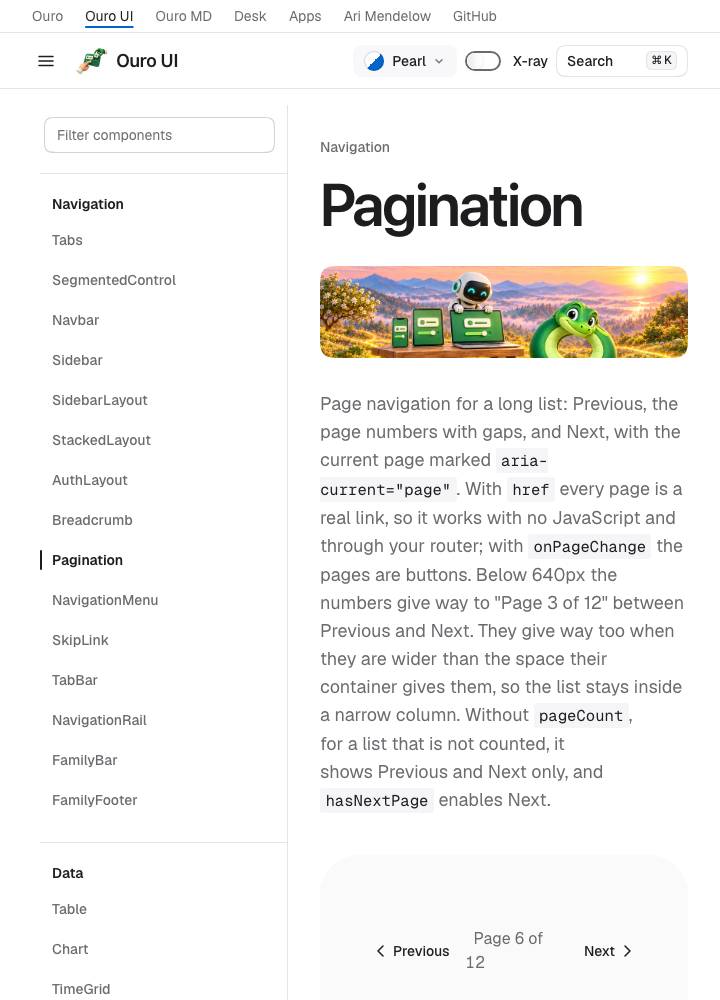 Ouro Ouro UI Ouro MD Desk Apps Ari Mendelow GitHub
Ouro UI Pearl X-ray Search ⌘ K
Filter components
Navigation
Tabs
SegmentedControl
Navbar
Sidebar
SidebarLayout
StackedLayout
AuthLayout
Breadcrumb
Pagination
NavigationMenu
SkipLink
TabBar
NavigationRail
FamilyBar
FamilyFooter
Data
Table
Chart
TimeGrid
Navigation
Pagination
Page navigation for a long list: Previous, the
page numbers with gaps, and Next, with the
current page marked aria-
current="page". With href every page is a
real link, so it works with no JavaScript and
through your router; with onPageChange the
pages are buttons. Below 640px the
numbers give way to "Page 3 of 12" between
Previous and Next. They give way too when
they are wider than the space their
container gives them, so the list stays inside
a narrow column. Without pageCount,
for a list that is not counted, it
shows Previous and Next only, and
hasNextPage enables Next.
Previous Page 6 of
12 Next